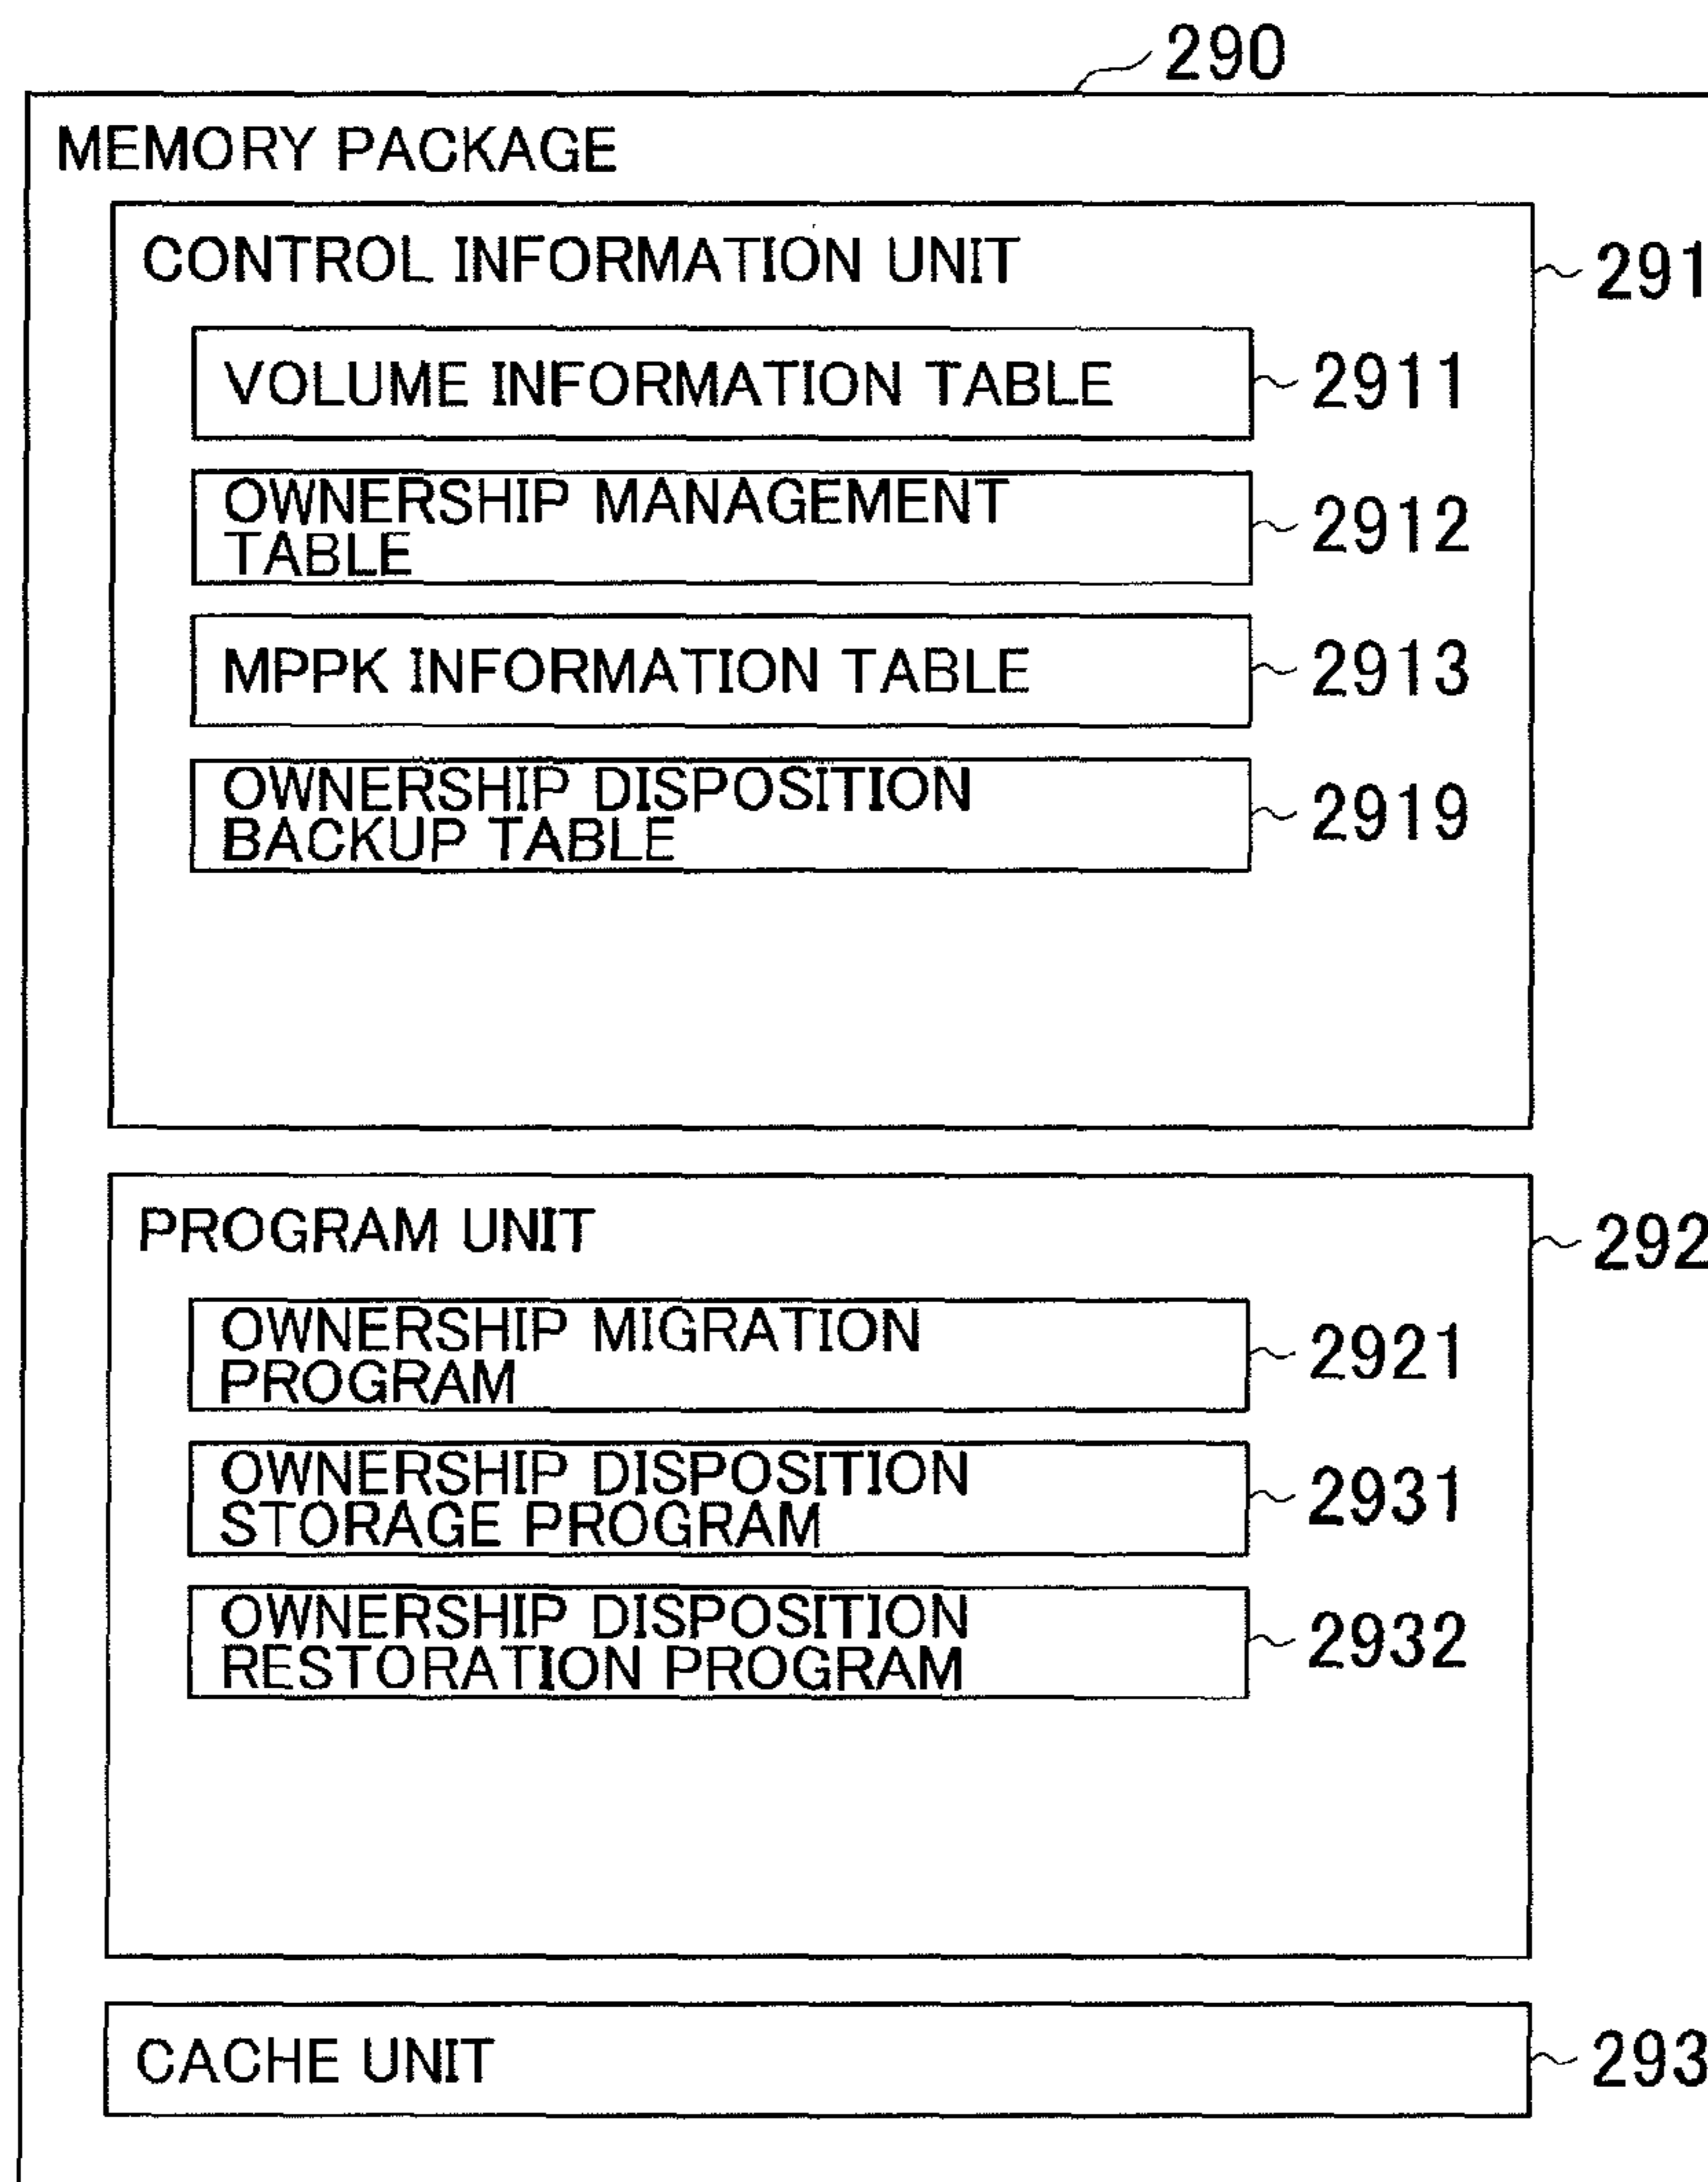 290
MEMORY PACKAGE
CONTROL INFORMATION UNIT
291
VOLUME INFORMATION TABLE
2911
OWNERSHIP MANAGEMENT
TABLE
2912
MPPK INFORMATION TABLE
2913
OWNERSHIP DISPOSITION
BACKUP TABLE
2919
PROGRAM UNIT
292
OWNERSHIP MIGRATION
PROGRAM
2921
OWNERSHIP DISPOSITION
STORAGE PROGRAM
2931
OWNERSHIP DISPOSITION
RESTORATION PROGRAM
2932
CACHE UNIT
293